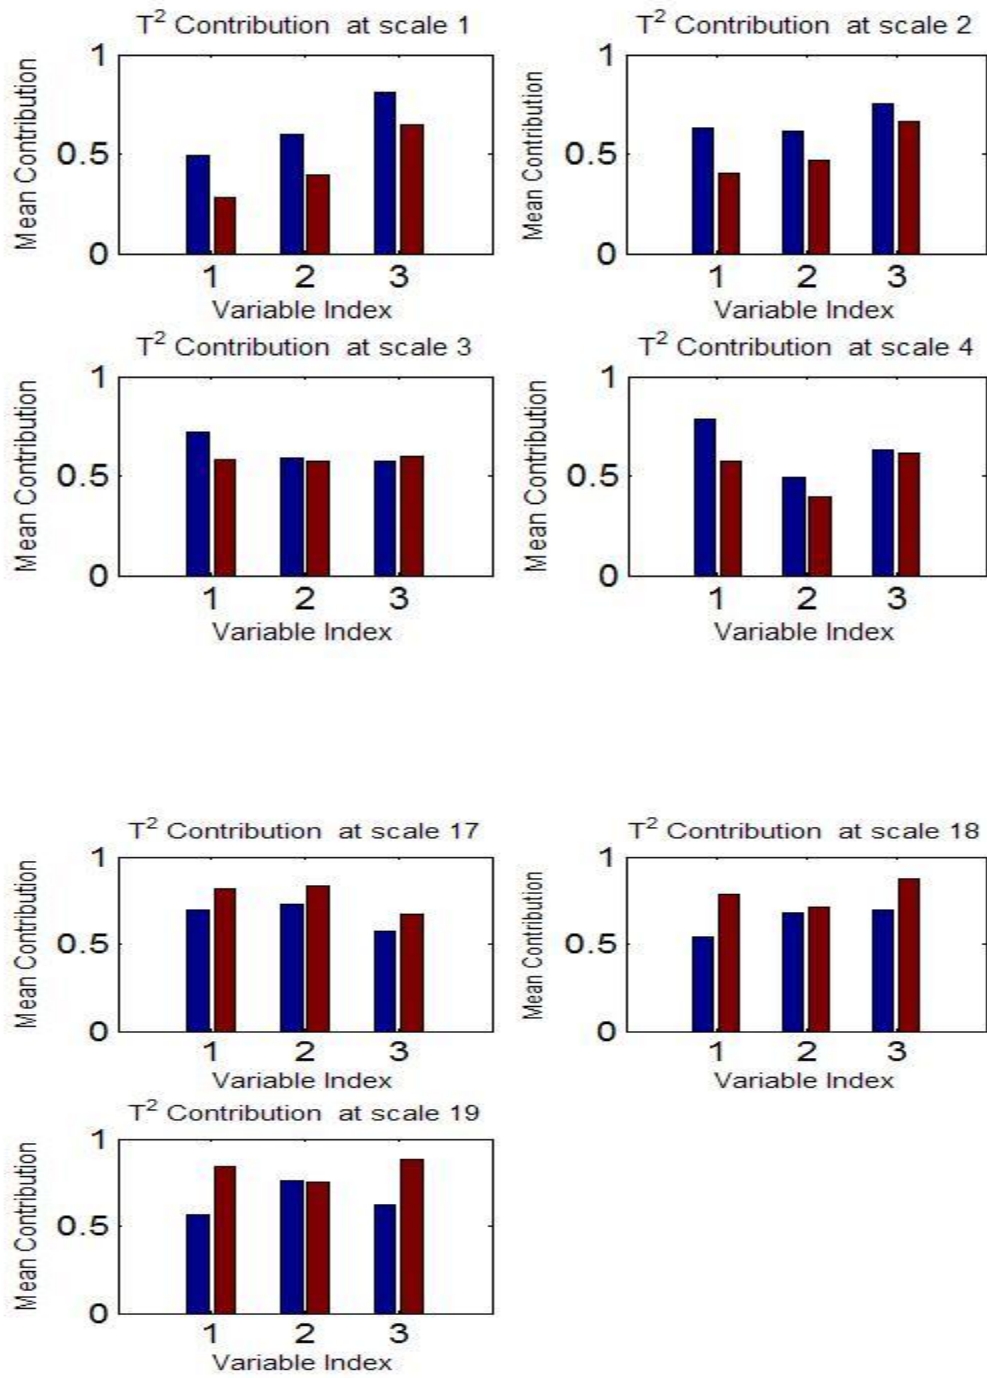 T² Contribution at scale 1
Mean Contribution
1
0.5
0
1 2 3
Variable Index
T² Contribution at scale 2
Mean Contribution
1
0.5
0
1 2 3
Variable Index
T² Contribution at scale 3
Mean Contribution
1
0.5
0
1 2 3
Variable Index
T² Contribution at scale 4
Mean Contribution
1
0.5
0
1 2 3
Variable Index
T² Contribution at scale 17
Mean Contribution
1
0.5
0
1 2 3
Variable Index
T² Contribution at scale 18
Mean Contribution
1
0.5
0
1 2 3
Variable Index
T² Contribution at scale 19
Mean Contribution
1
0.5
0
1 2 3
Variable Index